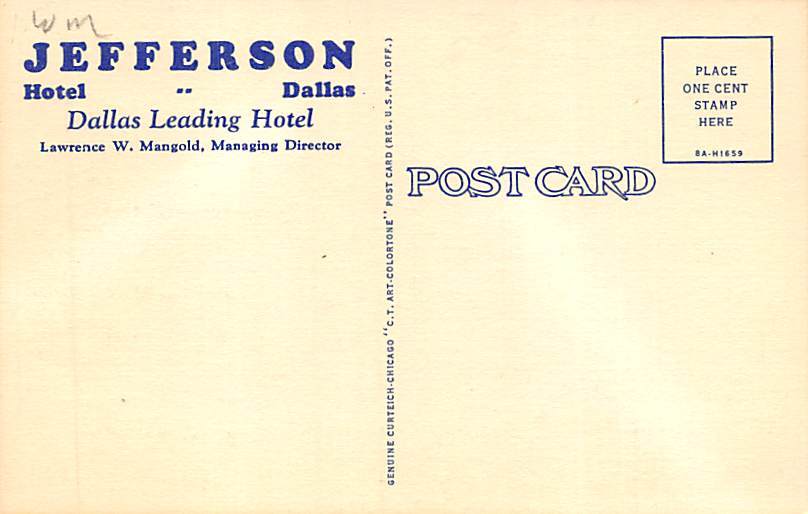 Wm
JEFFERSON
Hotel -- Dallas
Dallas Leading Hotel
Lawrence W. Mangold, Managing Director
GENUINE CURTEICH-CHICAGO "C.T. ART-COLORTONE" POST CARD (REG. U.S. PAT. OFF.)
PLACE
ONE CENT
STAMP
HERE
8A-H1659
POST CARD